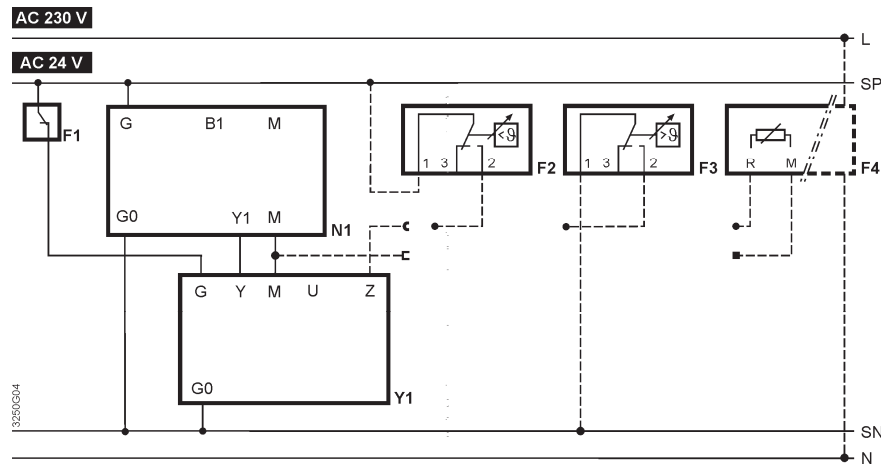 AC 230 V
L
AC 24 V
SP
F1
G B1 M
G0 Y1 M
N1
<ϑ
1 3 2
F2
>ϑ
1 3 2
F3
R M
F4
G Y M U Z
G0
Y1
3250G04
SN
N